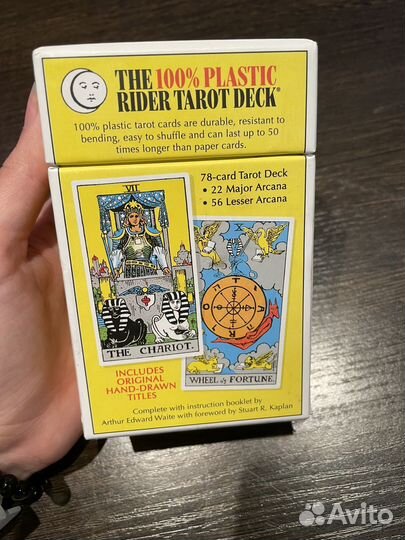 THE 100% PLASTIC
RIDER TAROT DECK®
100% plastic tarot cards are durable, resistant to
bending, easy to shuffle and can last up to 50
times longer than paper cards.
78-card Tarot Deck
• 22 Major Arcana
• 56 Lesser Arcana
VII
THE CHARIOT.
T
A
R
O
WHEEL of FORTUNE.
INCLUDES
ORIGINAL
HAND-DRAWN
TITLES
Complete with instruction booklet by
Arthur Edward Waite with foreword by Stuart R. Kaplan
Avito